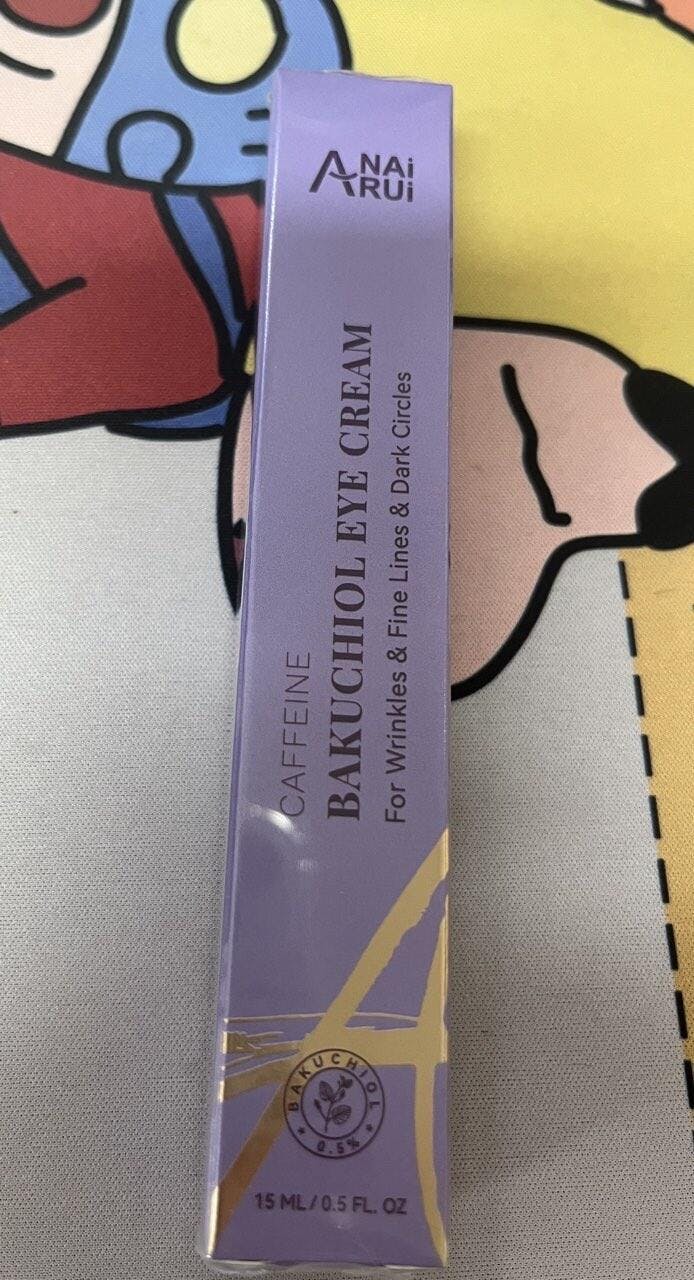 ANAi
RUi
CAFFEINE
BAKUCHIOL EYE CREAM
For Wrinkles & Fine Lines & Dark Circles
BAKUCHIOL
0.5%
15 ML / 0.5 FL. OZ